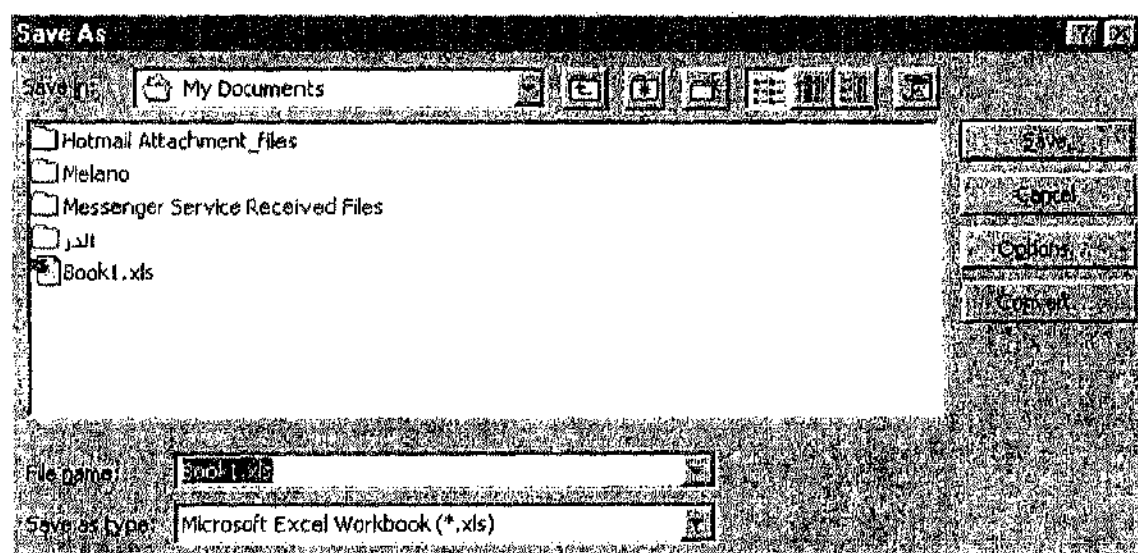 Save As
Save in:
My Documents
Hotmail Attachment_files
Melano
Messenger Service Received Files
الدر
Book1.xls
Save
Cancel
Options...
Convert...
File name:
Book1.xls
Save as type:
Microsoft Excel Workbook (*.xls)